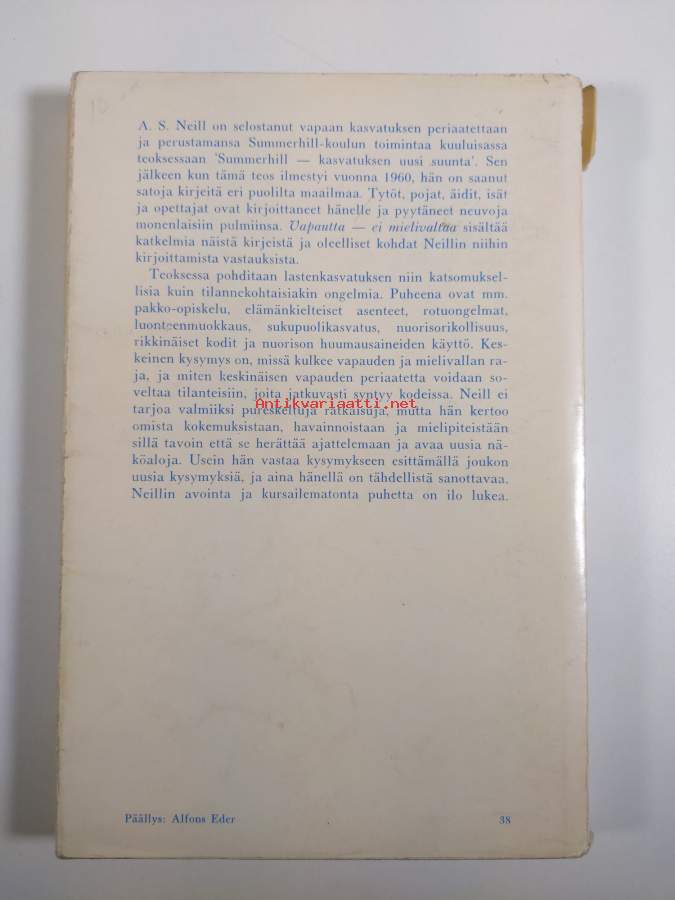 A. S. Neill on selostanut vapaan kasvatuksen periaatettaan
ja perustamansa Summerhill-koulun toimintaa kuuluisassa
teoksessaan 'Summerhill — kasvatuksen uusi suunta'. Sen
jälkeen kun tämä teos ilmestyi vuonna 1960, hän on saanut
satoja kirjeitä eri puolilta maailmaa. Tytöt, pojat, äidit, isät
ja opettajat ovat kirjoittaneet hänelle ja pyytäneet neuvoja
monenlaisiin pulmiinsa. Vapautta — ei mielivaltaa sisältää
katkelmia näistä kirjeistä ja oleelliset kohdat Neillin niihin
kirjoittamista vastauksista.
Teoksessa pohditaan lastenkasvatuksen niin katsomuksel-
lisia kuin tilannekohtaisiakin ongelmia. Puheena ovat mm.
pakko-opiskelu, elämänkielteiset asenteet, rotuongelmat,
luonteenmuokkaus, sukupuolikasvatus, nuorisorikollisuus,
rikkinäiset kodit ja nuorison huumausaineiden käyttö. Kes-
keinen kysymys on, missä kulkee vapauden ja mielivallan ra-
ja, ja miten keskinäisen vapauden periaatetta voidaan so-
veltaa tilanteisiin, joita jatkuvasti syntyy kodeissa. Neill ei
Antikvariaatti.net
tarjoa valmiiksi pureskeltuja ratkaisuja, mutta hän kertoo
omista kokemuksistaan, havainnoistaan ja mielipiteistään
sillä tavoin että se herättää ajattelemaan ja avaa uusia nä-
köaloja. Usein hän vastaa kysymykseen esittämällä joukon
uusia kysymyksiä, ja aina hänellä on tähdellistä sanottavaa.
Neillin avointa ja kursailematonta puhetta on ilo lukea.
Päällys: Alfons Eder 38